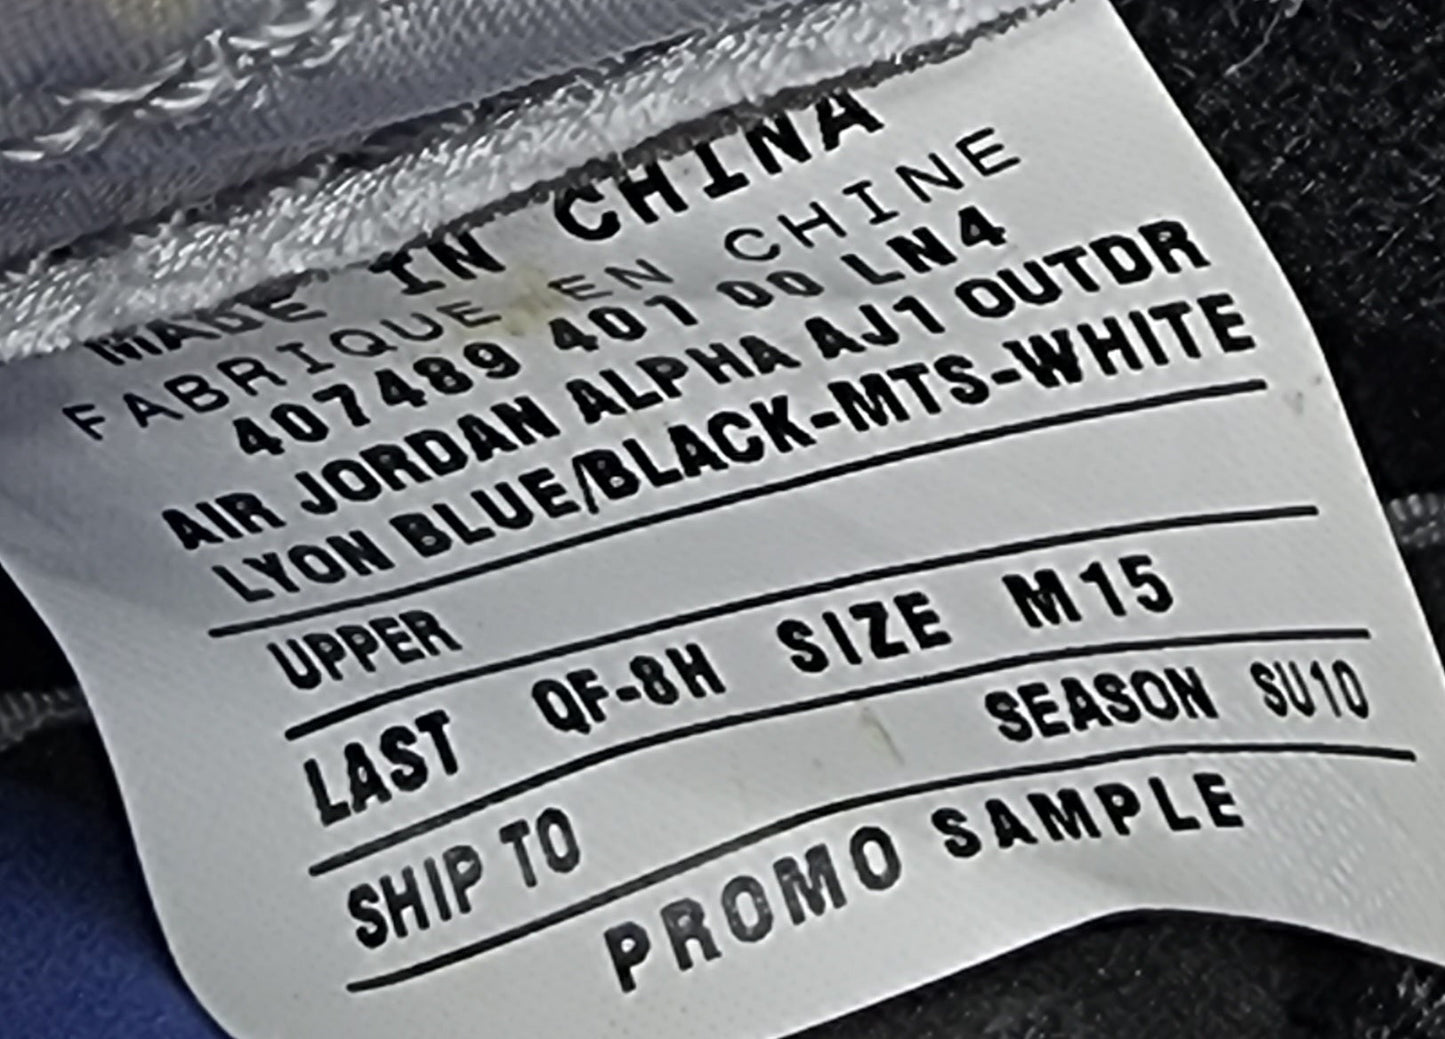 MADE IN CHINA
FABRIQUE EN CHINE
407489 401 00 LN4
AIR JORDAN ALPHA AJ1 OUTDR
LYON BLUE/BLACK-MTS-WHITE
UPPER
LAST QF-8H SIZE M15
SEASON SU10
SHIP TO
PROMO SAMPLE